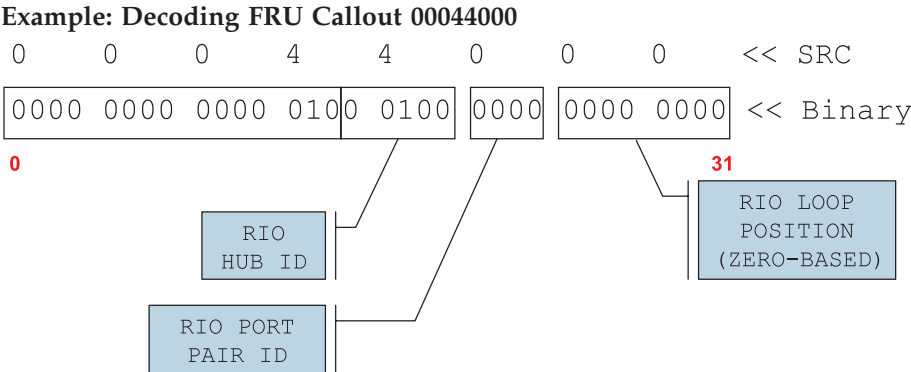 Example: Decoding FRU Callout 00044000
0 0 0 4 4 0 0 0 << SRC
0000 0000 0000 0100 0100 0000 0000 0000 << Binary
0 31
RIO LOOP
POSITION
(ZERO-BASED)
RIO
HUB ID
RIO PORT
PAIR ID